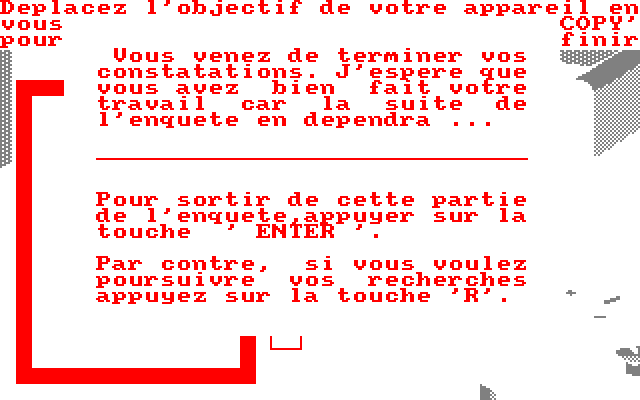 Deplacez l'objectif de votre appareil en
vous COPY'
pour finir
Vous venez de terminer vos
constatations. J'espere que
vous avez bien fait votre
travail car la suite de
l'enquete en dependra ...
Pour sortir de cette partie
de l'enquete,appuyer sur la
touche ' ENTER '.
Par contre, si vous voulez
poursuivre vos recherches
appuyez sur la touche 'R'.